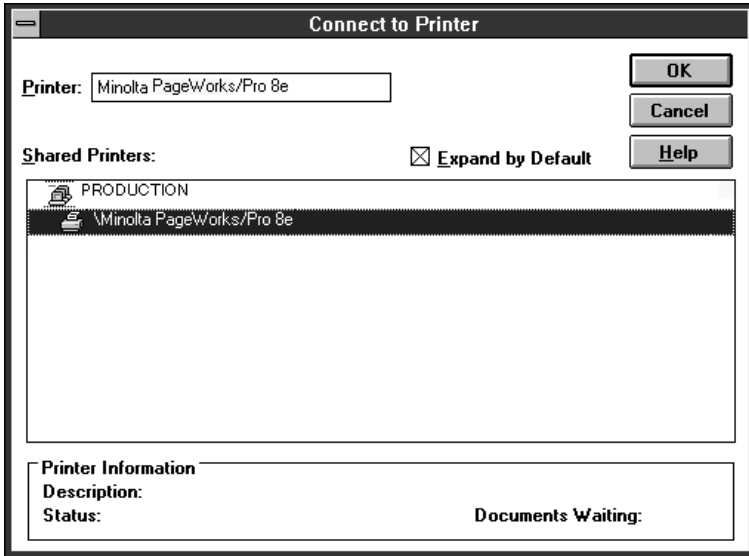 Connect to Printer
Printer: Minolta PageWorks/Pro 8e
OK
Cancel
Shared Printers:
Expand by Default
Help
PRODUCTION
\Minolta PageWorks/Pro 8e
Printer Information
Description:
Status:
Documents Waiting: